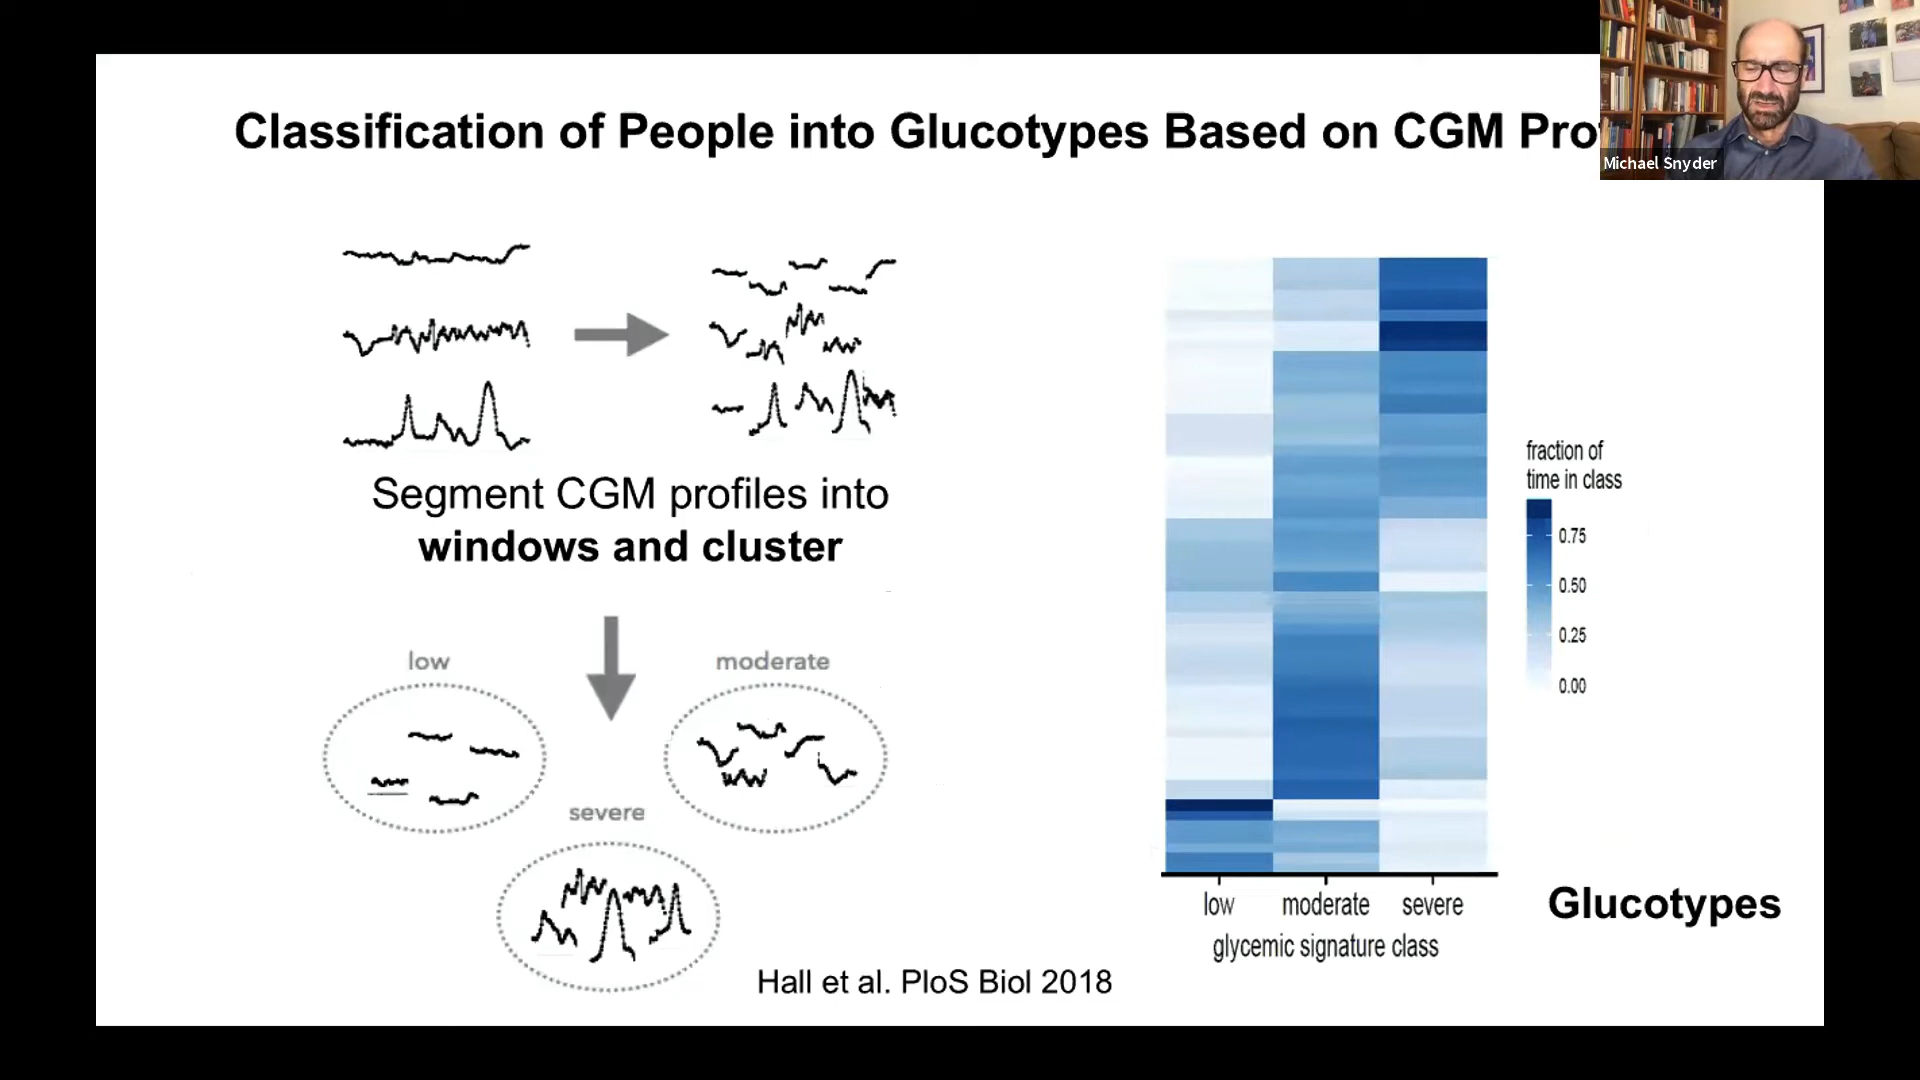 Classification of People into Glucotypes Based on CGM
Michael Snyder
Segment CGM profiles into
windows and cluster
low
moderate
severe
fraction of
time in class
0.75
0.50
0.25
0.00
low moderate severe
glycemic signature class
Glucotypes
Hall et al. PloS Biol 2018